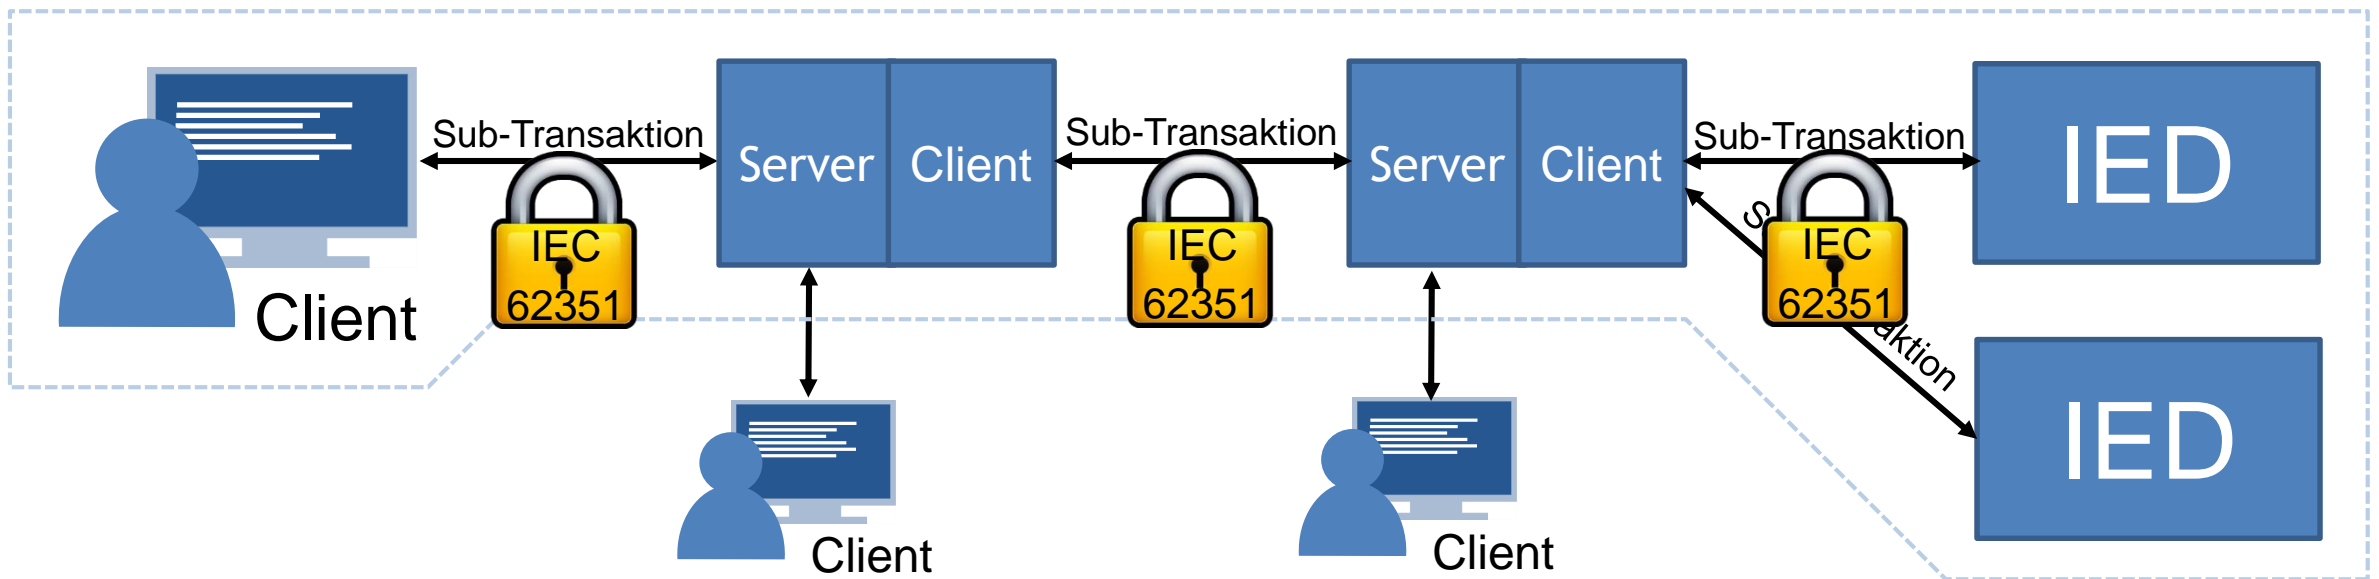 Sub-Transaktion
Sub-Transaktion
Sub-Transaktion
Server
Client
Server
Client
IED
IEC
62351
IEC
62351
IEC
62351
Client
IED
Client
Client